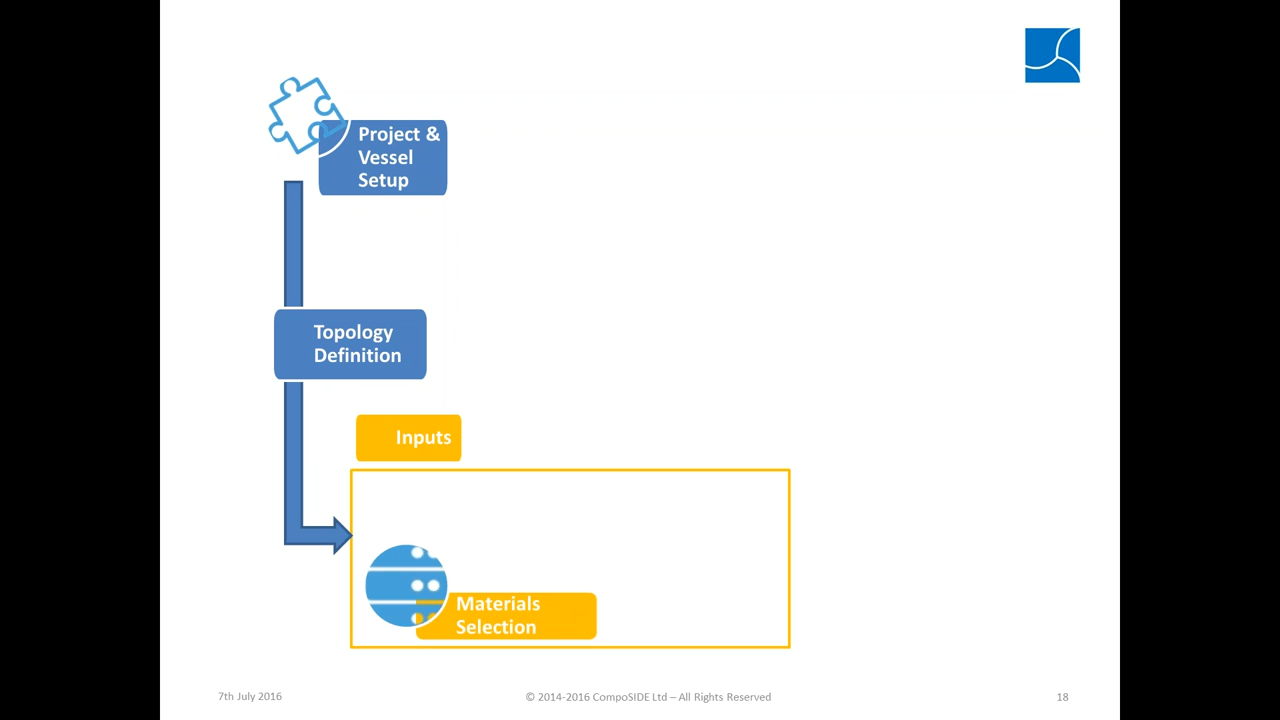 Project &
Vessel
Setup
Topology
Definition
Inputs
Materials
Selection
7th July 2016
© 2014-2016 CompoSIDE Ltd – All Rights Reserved
18